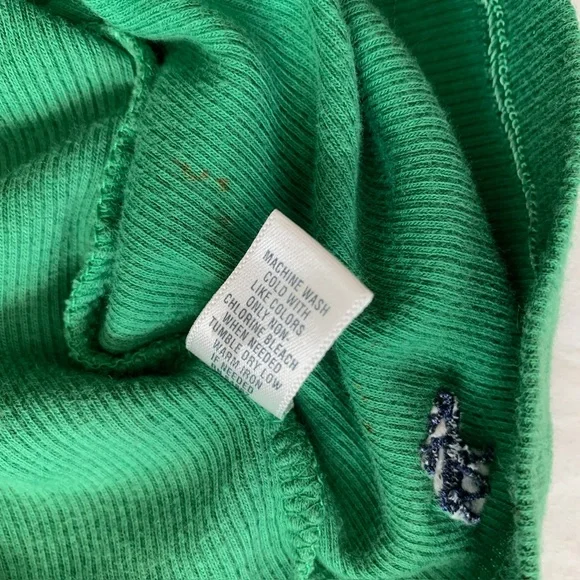 MACHINE WASH
COLD WITH
LIKE COLORS
ONLY NON-
CHLORINE BLEACH
WHEN NEEDED
TUMBLE DRY LOW
WARM IRON
IF NEEDED